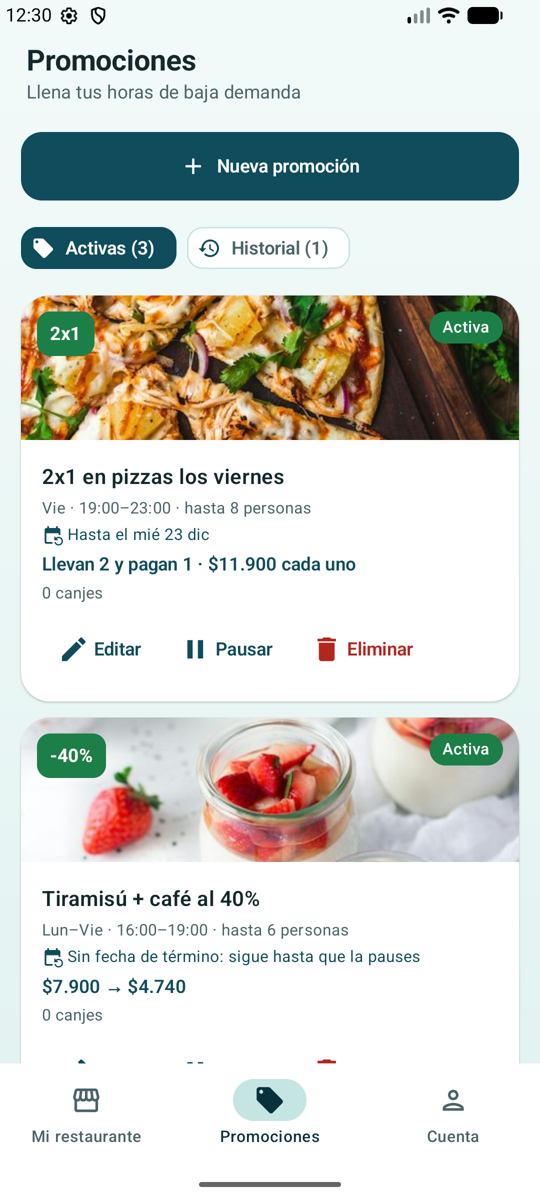 12:30
Promociones
Llena tus horas de baja demanda
Nueva promoción
Activas (3)
Historial (1)
2x1
Activa
2x1 en pizzas los viernes
Vie · 19:00–23:00 · hasta 8 personas
Hasta el mié 23 dic
Llevan 2 y pagan 1 · $11.900 cada uno
0 canjes
Editar
Pausar
Eliminar
-40%
Activa
Tiramisú + café al 40%
Lun–Vie · 16:00–19:00 · hasta 6 personas
Sin fecha de término: sigue hasta que la pauses
$7.900 → $4.740
0 canjes
Mi restaurante
Promociones
Cuenta